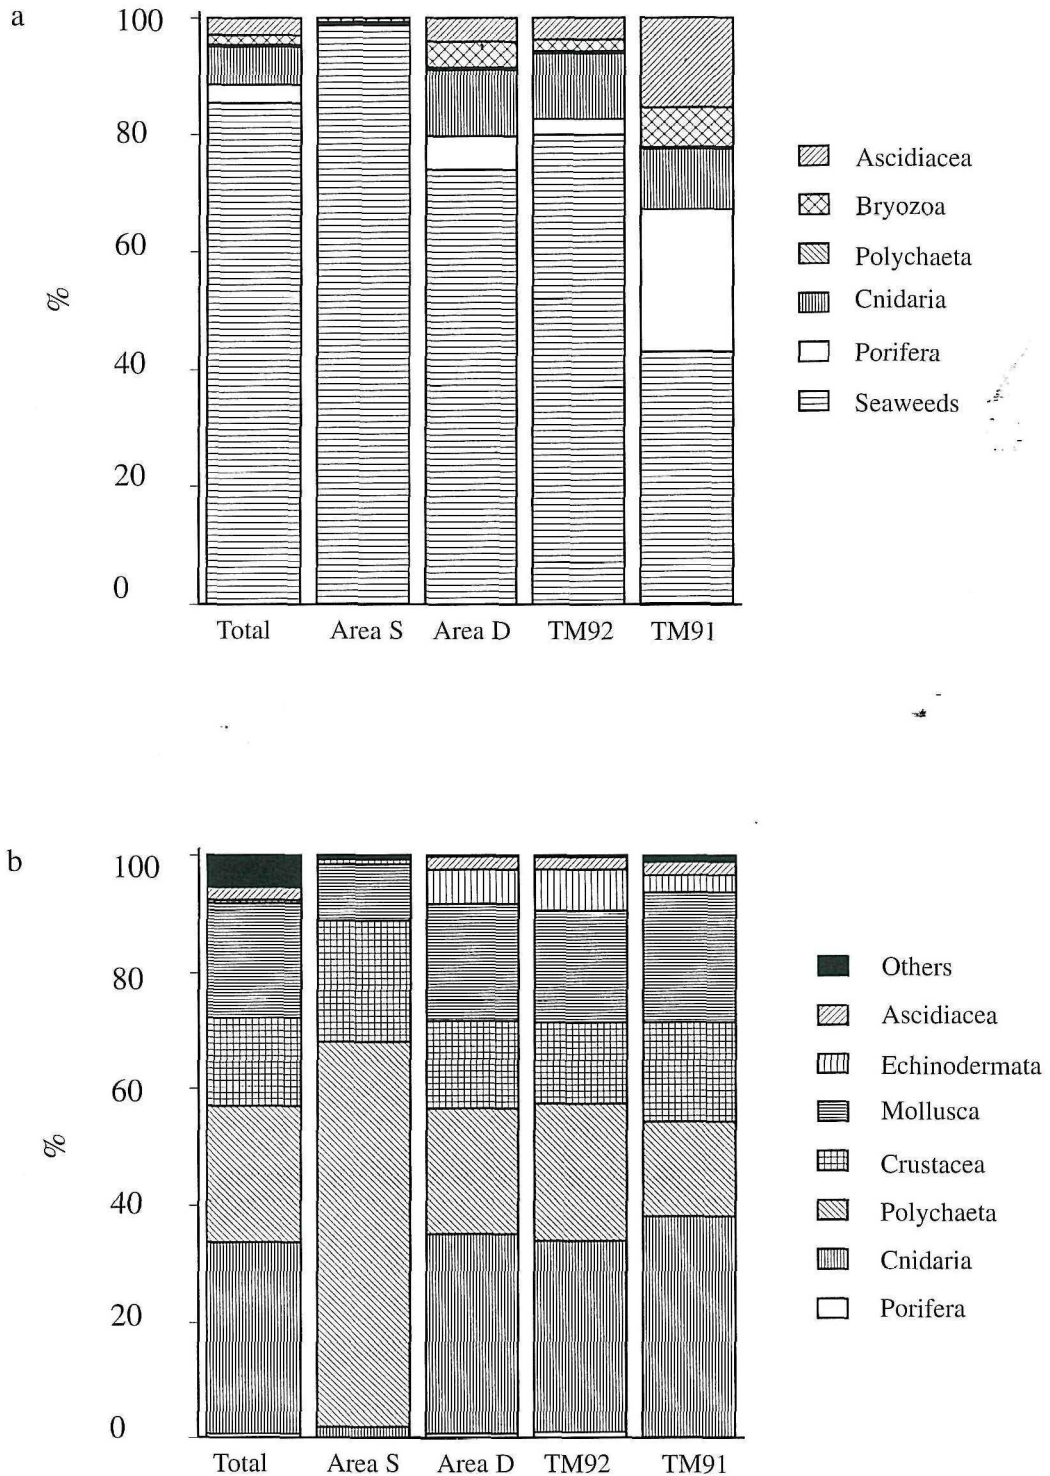 a
100
80
60
40
20
0
%
Total Area S Area D TM92 TM91
Ascidiacea
Bryozoa
Polychaeta
Cnidaria
Porifera
Seaweeds
b
100
80
60
40
20
0
%
Total Area S Area D TM92 TM91
Others
Ascidiacea
Echinodermata
Mollusca
Crustacea
Polychaeta
Cnidaria
Porifera